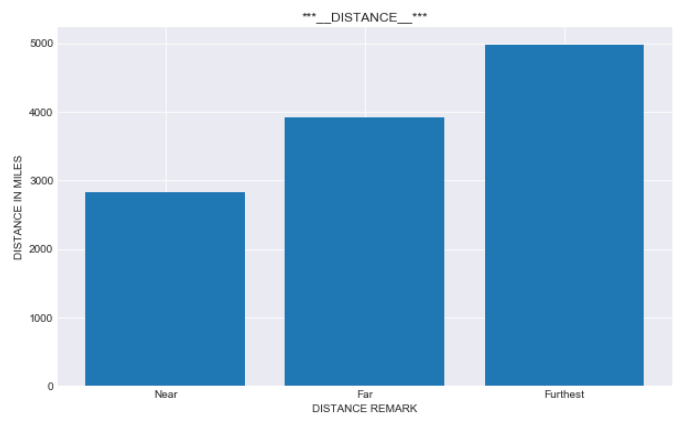 ***__DISTANCE__***
DISTANCE IN MILES
5000
4000
3000
2000
1000
0
Near Far Furthest
DISTANCE REMARK